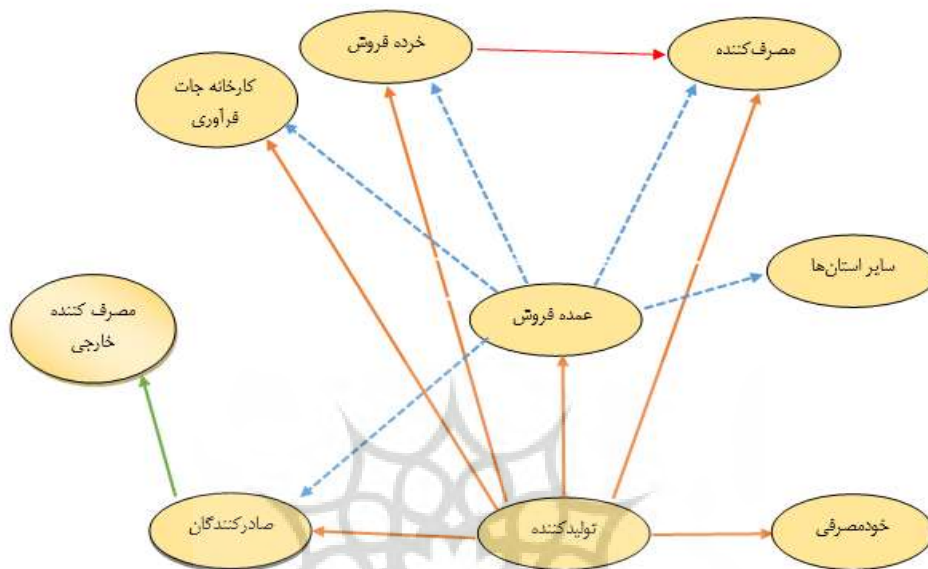 خرده فروش
مصرف‌کننده
کارخانه جات
فرآوری
سایر استان‌ها
عمده فروش
مصرف کننده
خارجی
صادرکنندگان
تولیدکننده
خودمصرفی